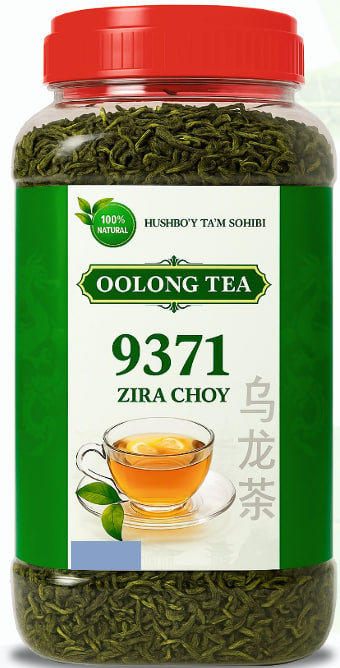 100%
NATURAL
HUSHBO'Y TA'M SOHIBI
OOLONG TEA
9371
ZIRA CHOY
乌龙茶